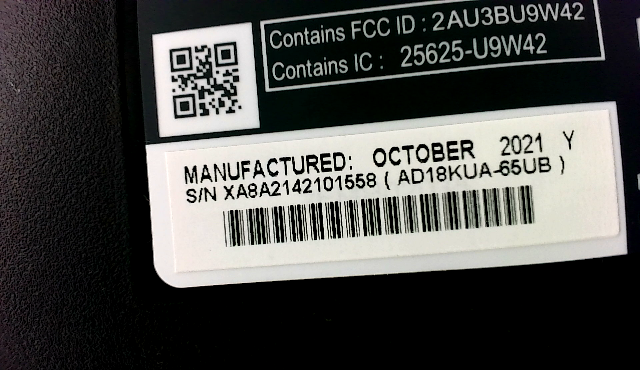 Contains FCC ID : 2AU3BU9W42
Contains IC : 25625-U9W42
MANUFACTURED: OCTOBER 2021 Y
S/N XA8A2142101558 ( AD18KUA-65UB )